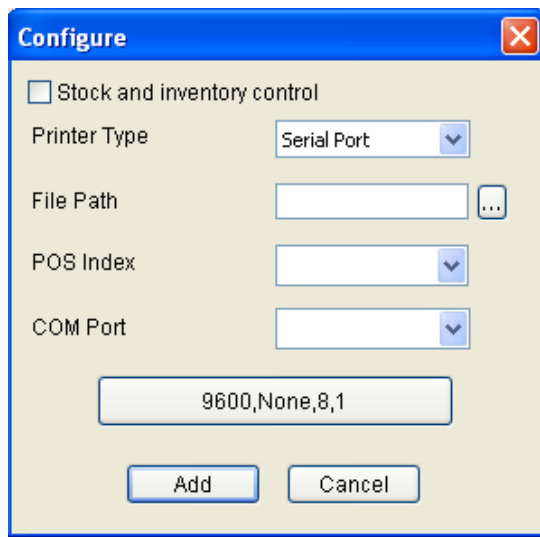 Configure
Stock and inventory control
Printer Type Serial Port
File Path ...
POS Index
COM Port
9600,None,8,1
Add Cancel